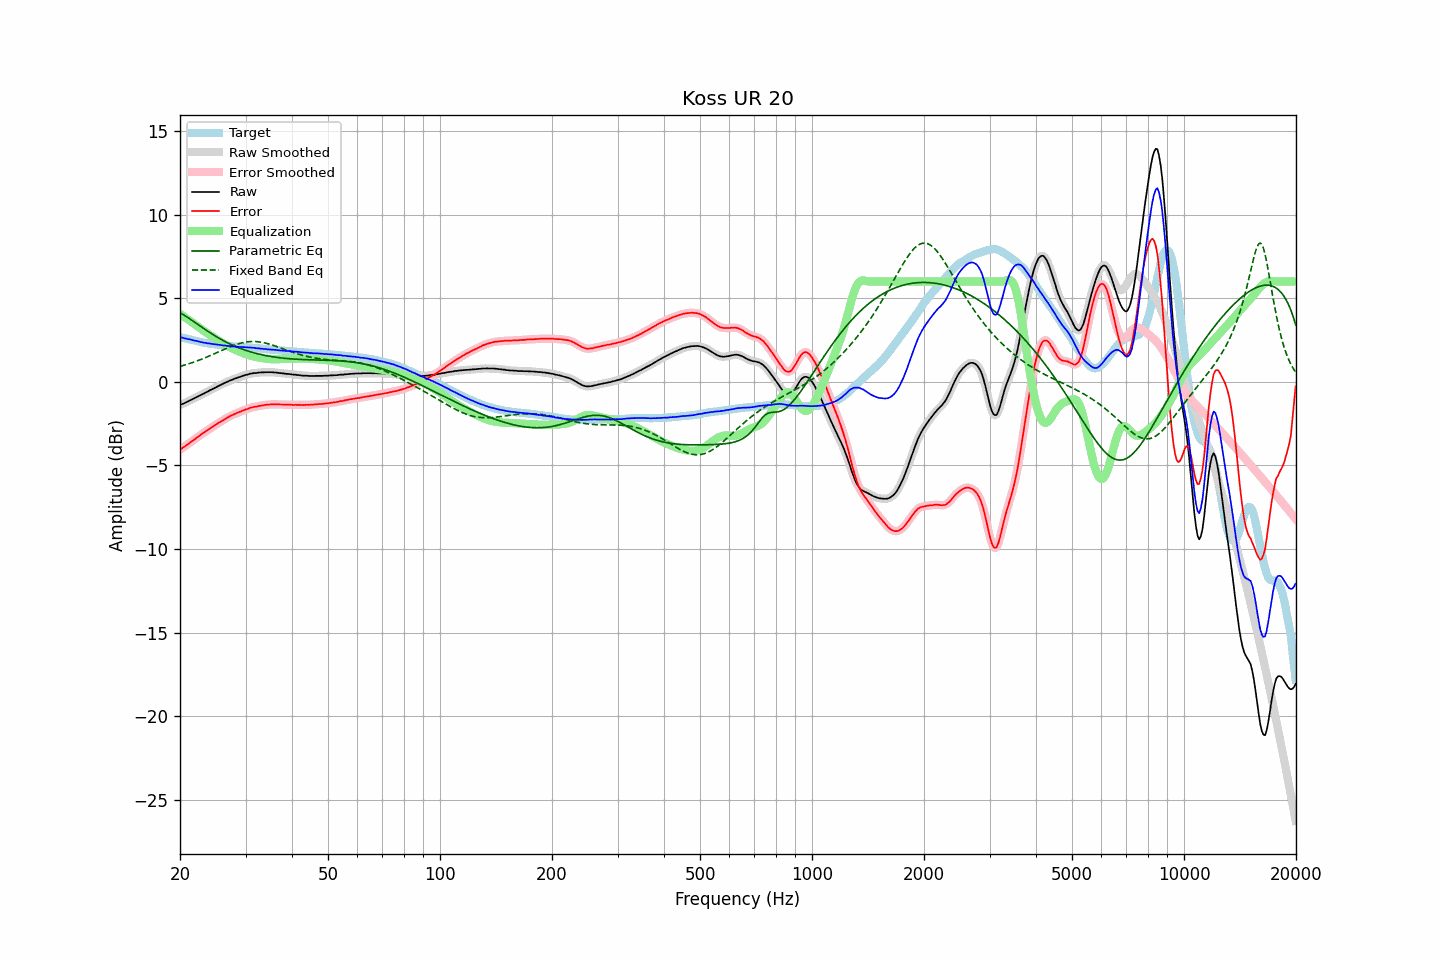 Koss UR 20
Target
Raw Smoothed
Error Smoothed
Raw
Error
Equalization
Parametric Eq
Fixed Band Eq
Equalized
Amplitude (dBr)
15
10
5
0
−5
−10
−15
−20
−25
20 50 100 200 500 1000 2000 5000 10000 20000
Frequency (Hz)